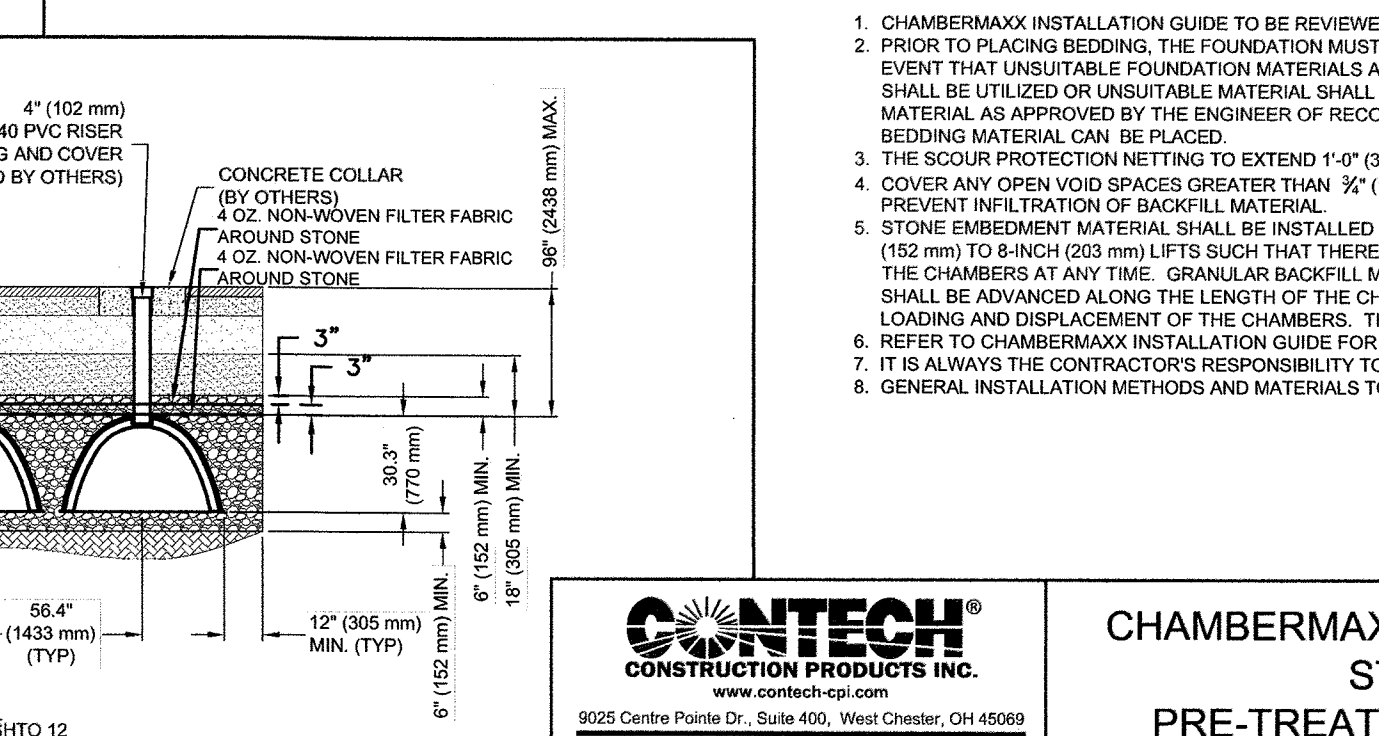 4" (102 mm)
40 PVC RISER
G AND COVER
D BY OTHERS)
CONCRETE COLLAR
(BY OTHERS)
4 OZ. NON-WOVEN FILTER FABRIC
AROUND STONE
4 OZ. NON-WOVEN FILTER FABRIC
AROUND STONE
96" (2438 mm) MAX.
3"
3"
30.3"
(770 mm)
6" (152 mm) MIN.
18" (305 mm) MIN.
6" (152 mm) MIN.
56.4"
(1433 mm)
(TYP)
12" (305 mm)
MIN. (TYP)
SHTO 12
1. CHAMBERMAXX INSTALLATION GUIDE TO BE REVIEWE
2. PRIOR TO PLACING BEDDING, THE FOUNDATION MUST
EVENT THAT UNSUITABLE FOUNDATION MATERIALS A
SHALL BE UTILIZED OR UNSUITABLE MATERIAL SHALL
MATERIAL AS APPROVED BY THE ENGINEER OF RECO
BEDDING MATERIAL CAN BE PLACED.
3. THE SCOUR PROTECTION NETTING TO EXTEND 1'-0" (3
4. COVER ANY OPEN VOID SPACES GREATER THAN ¾" (
PREVENT INFILTRATION OF BACKFILL MATERIAL.
5. STONE EMBEDMENT MATERIAL SHALL BE INSTALLED
(152 mm) TO 8-INCH (203 mm) LIFTS SUCH THAT THERE
THE CHAMBERS AT ANY TIME. GRANULAR BACKFILL M
SHALL BE ADVANCED ALONG THE LENGTH OF THE CH
LOADING AND DISPLACEMENT OF THE CHAMBERS. T
6. REFER TO CHAMBERMAXX INSTALLATION GUIDE FOR
7. IT IS ALWAYS THE CONTRACTOR'S RESPONSIBILITY TO
8. GENERAL INSTALLATION METHODS AND MATERIALS TO
CONTECH®
CONSTRUCTION PRODUCTS INC.
www.contech-cpi.com
9025 Centre Pointe Dr., Suite 400, West Chester, OH 45069
CHAMBERMAX
ST
PRE-TREAT